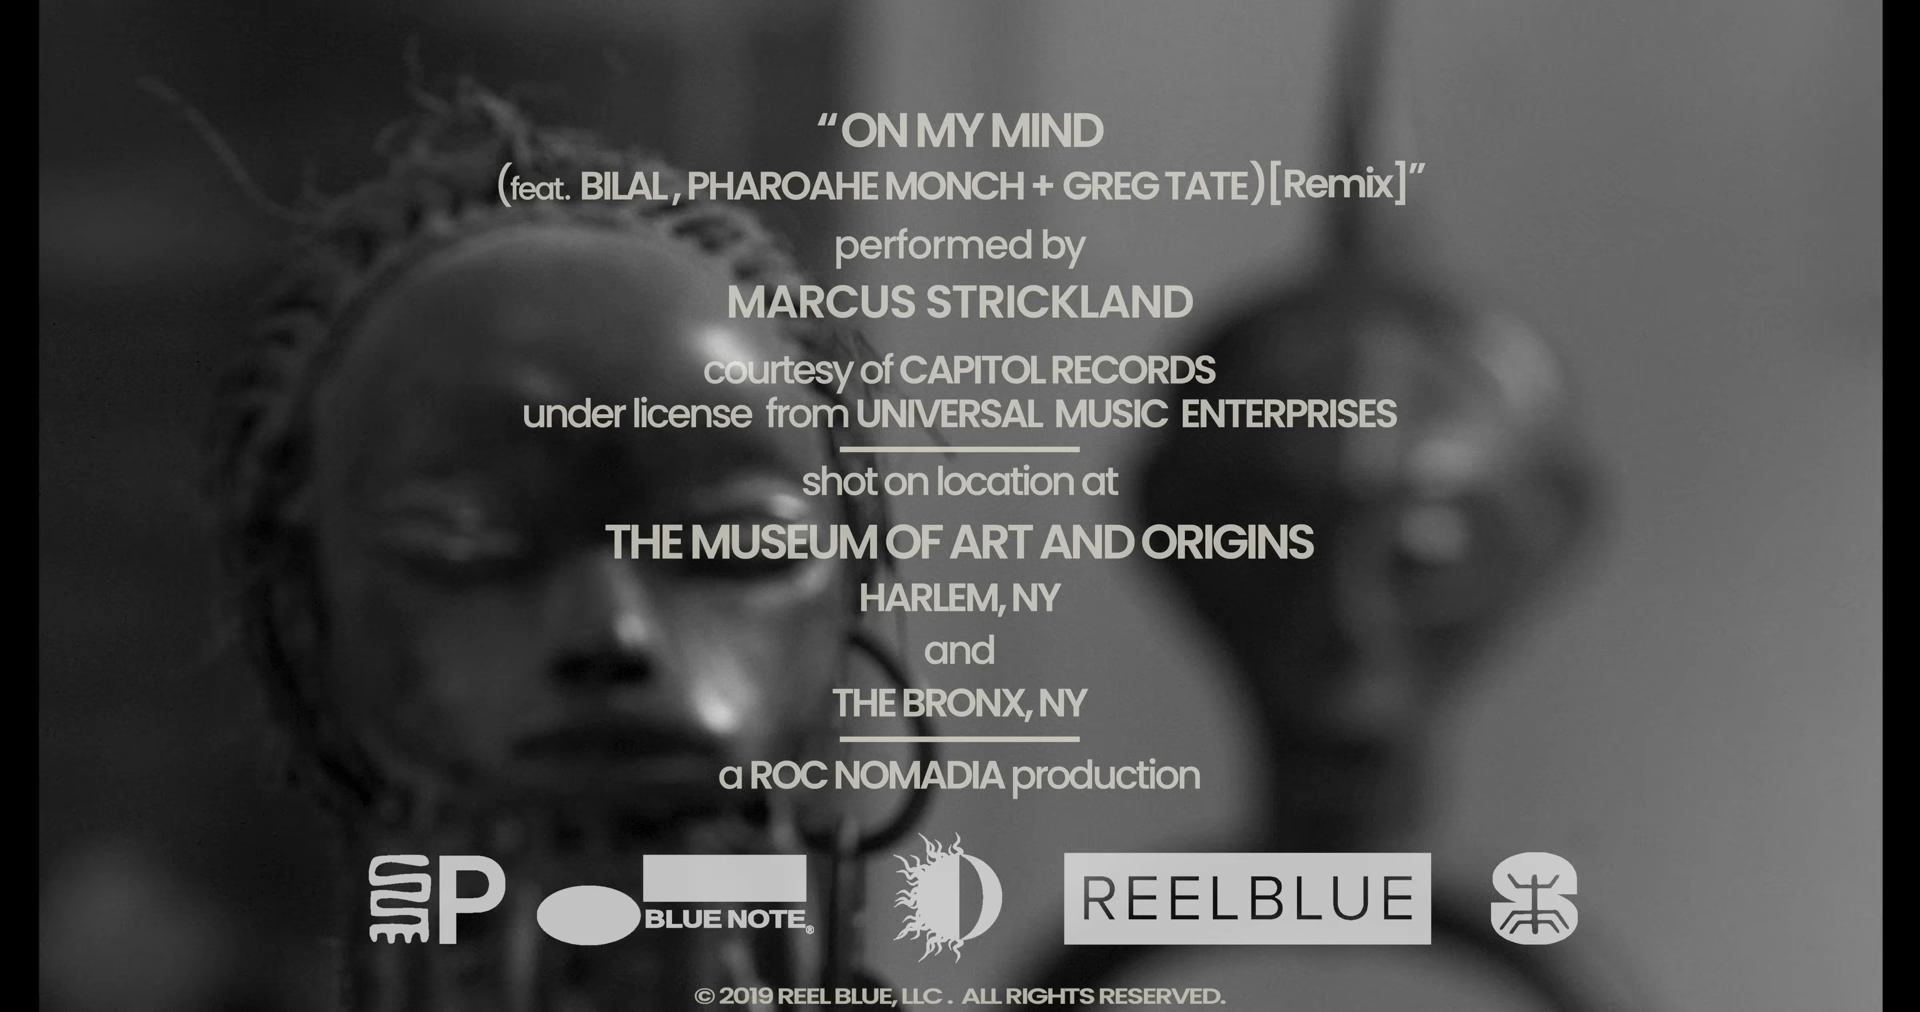 “ON MY MIND
(feat. BILAL, PHAROAHE MONCH + GREG TATE)[Remix]”
performed by
MARCUS STRICKLAND
courtesy of CAPITOL RECORDS
under license from UNIVERSAL MUSIC ENTERPRISES
shot on location at
THE MUSEUM OF ART AND ORIGINS
HARLEM, NY
and
THE BRONX, NY
a ROC NOMADIA production
P
BLUE NOTE®
REELBLUE
S
© 2019 REEL BLUE, LLC. ALL RIGHTS RESERVED.